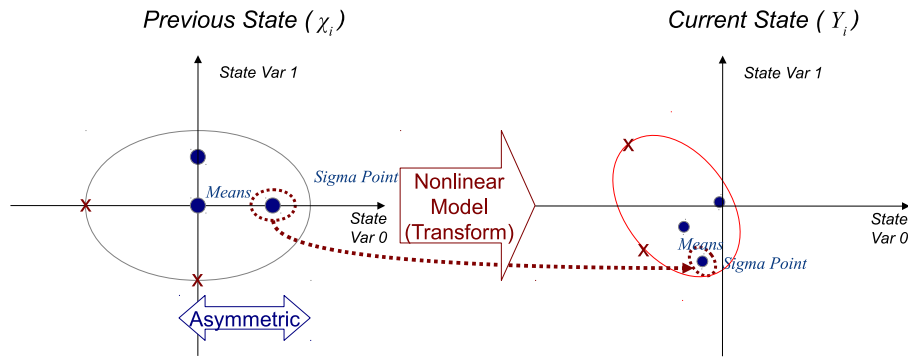 Previous State ( χi )
Current State ( Yi )
State Var 1
State Var 1
Means
Sigma Point
State
Var 0
X
X
Asymmetric
Nonlinear
Model
(Transform)
X
X
Means
Sigma Point
State
Var 0